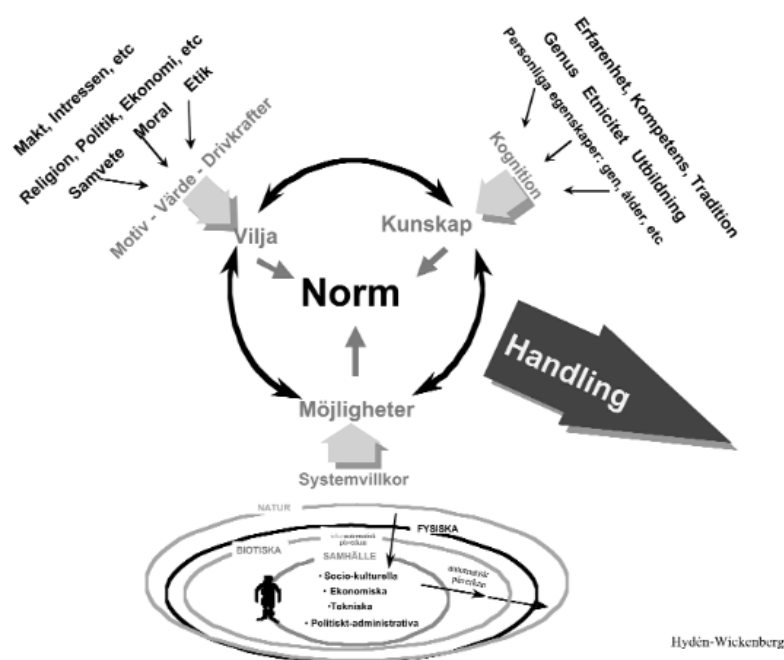 Makt, Intressen, etc
Religion, Politik, Ekonomi, etc
Samvete Moral Etik
Motiv - Värde - Drivkrafter
Erfarenhet, Kompetens, Tradition
Genus Etnicitet Utbildning
Personliga egenskaper: gen, ålder, etc
Kognition
Vilja
Kunskap
Norm
Handling
Möjligheter
Systemvillkor
NATUR
FYSISKA
BIOTISKA
påverkan
SAMHÄLLE
• Socio-kulturella
• Ekonomiska
•Tekniska
• Politiskt-administrativa
påverkan
Hydén-Wickenberg